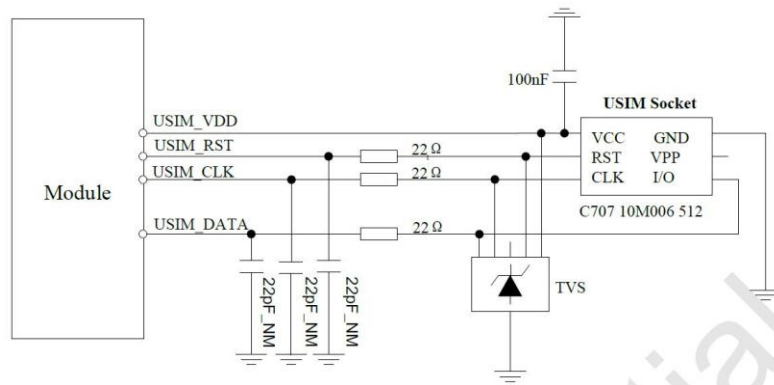 100nF
USIM Socket
USIM_VDD
USIM_RST
USIM_CLK
USIM_DATA
22Ω
22Ω
22Ω
VCC GND
RST VPP
CLK I/O
Module
C707 10M006 512
22pF_NM
22pF_NM
22pF_NM
TVS